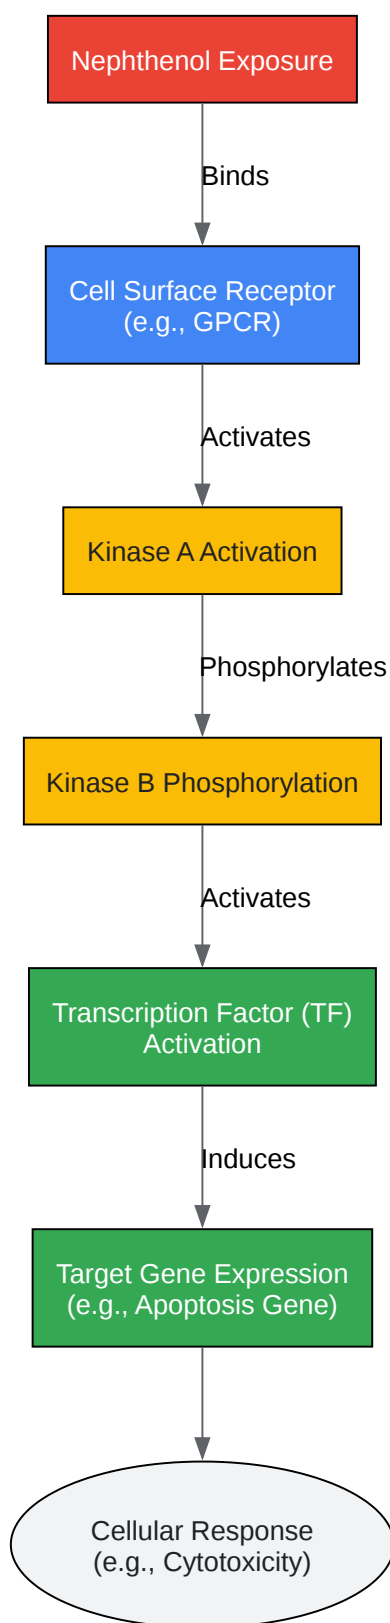 Nephthenol Exposure
Binds
Cell Surface Receptor
(e.g., GPCR)
Activates
Kinase A Activation
Phosphorylates
Kinase B Phosphorylation
Activates
Transcription Factor (TF)
Activation
Induces
Target Gene Expression
(e.g., Apoptosis Gene)
Cellular Response
(e.g., Cytotoxicity)